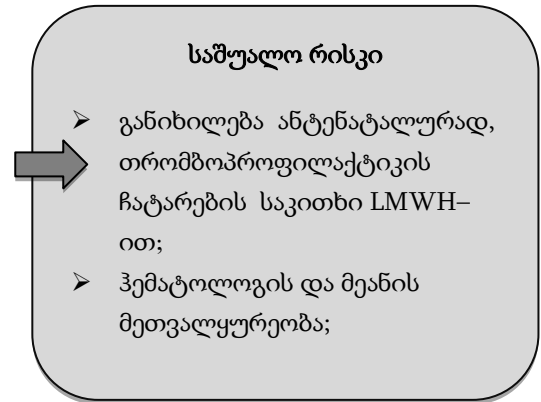 საშუალო რისკი
➢ განიხილება ანტენატალურად,
თრომბოპროფილაქტიკის
ჩატარების საკითხი LMWH–
ით;
➢ ჰემატოლოგის და მეანის
მეთვალყურეობა;